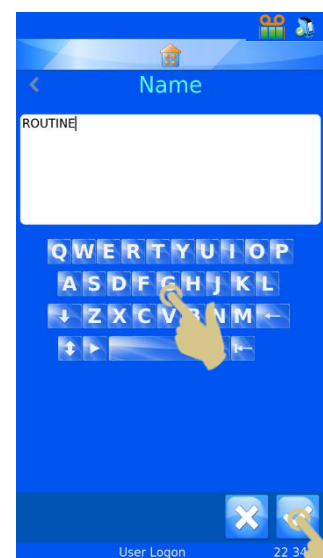 Name
ROUTINE
Q W E R T Y U I O P
A S D F G H J K L
Z X C V B N M
User Logon
22 34